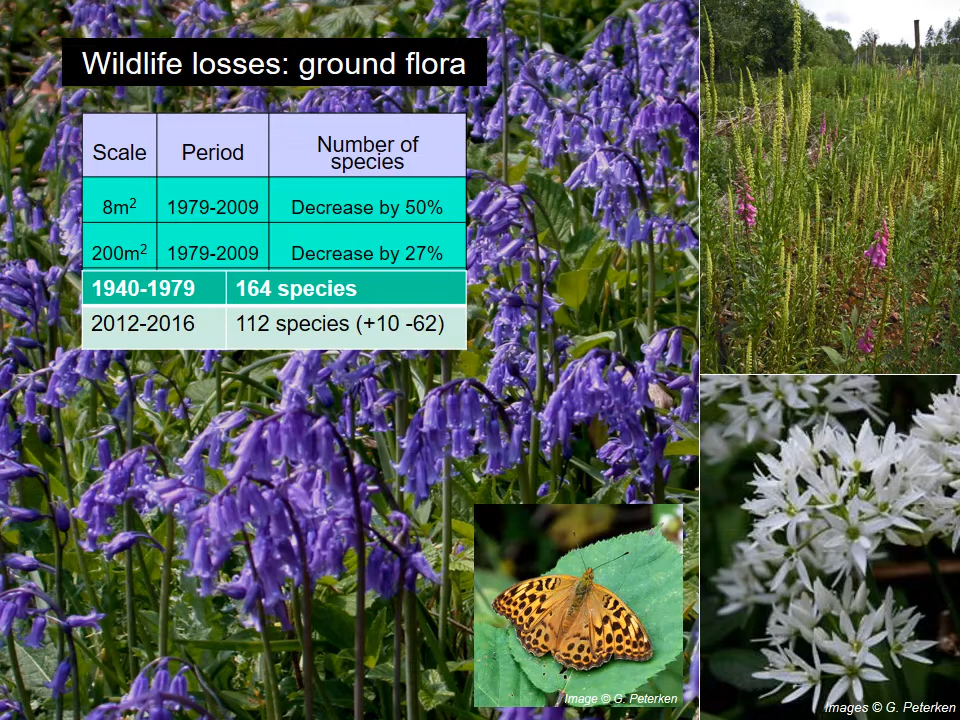 Wildlife losses: ground flora
Scale Period Number of species
8m² 1979-2009 Decrease by 50%
200m² 1979-2009 Decrease by 27%
1940-1979 164 species
2012-2016 112 species (+10 -62)
Image © G. Peterken
Images © G. Peterken